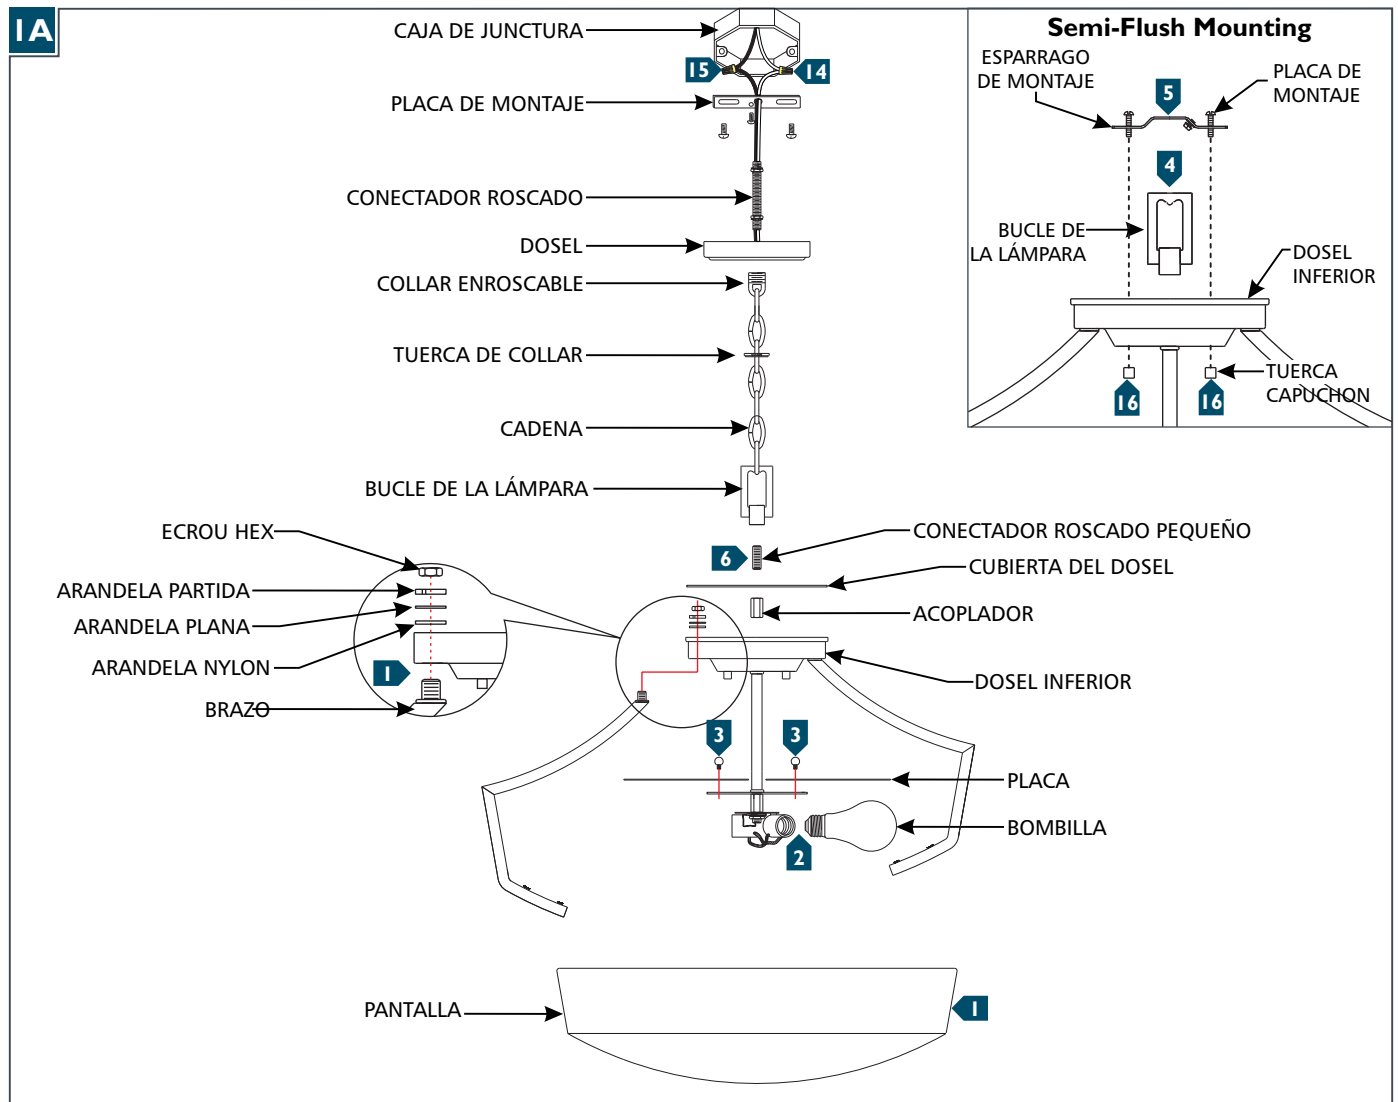 1A
CAJA DE JUNCTURA
15
14
PLACA DE MONTAJE
CONECTADOR ROSCADO
DOSEL
COLLAR ENROSCABLE
TUERCA DE COLLAR
CADENA
BUCLE DE LA LÁMPARA
ECROU HEX
ARANDELA PARTIDA
ARANDELA PLANA
ARANDELA NYLON
1
BRAZO
6
CONECTADOR ROSCADO PEQUEÑO
CUBIERTA DEL DOSEL
ACOPLADOR
DOSEL INFERIOR
3
3
PLACA
BOMBILLA
2
PANTALLA
1
Semi-Flush Mounting
ESPARRAGO
DE MONTAJE
5
PLACA DE
MONTAJE
4
BUCLE DE
LA LÁMPARA
DOSEL
INFERIOR
TUERCA
CAPUCHON
16
16